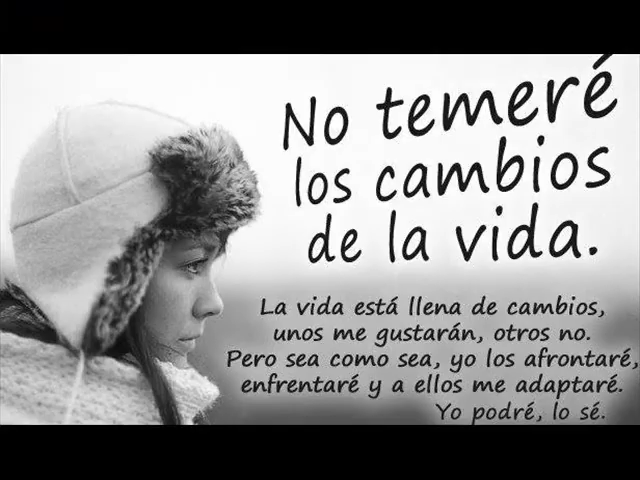 No temeré
los cambios
de la vida.
La vida está llena de cambios,
unos me gustarán, otros no.
Pero sea como sea, yo los afrontaré,
enfrentaré y a ellos me adaptaré.
Yo podré, lo sé.